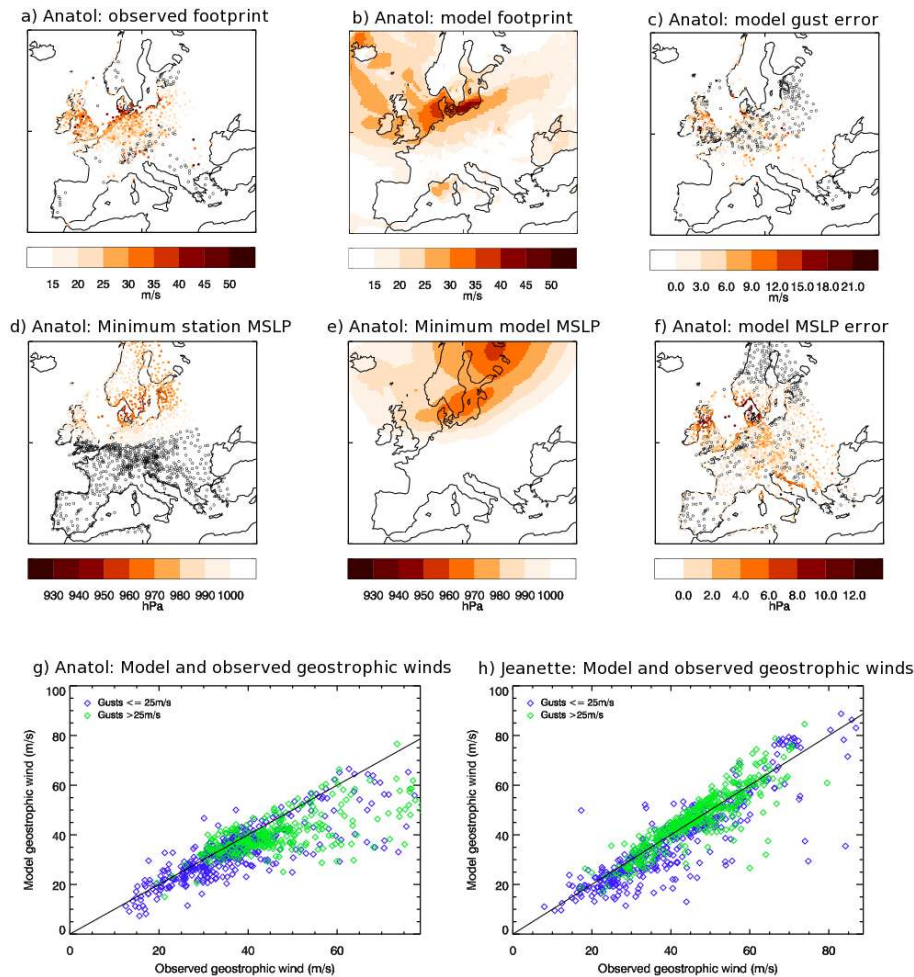 a) Anatol: observed footprint
b) Anatol: model footprint
c) Anatol: model gust error
15 20 25 30 35 40 45 50
m/s
15 20 25 30 35 40 45 50
m/s
0.0 3.0 6.0 9.0 12.0 15.0 18.0 21.0
m/s
d) Anatol: Minimum station MSLP
e) Anatol: Minimum model MSLP
f) Anatol: model MSLP error
930 940 950 960 970 980 990 1000
hPa
930 940 950 960 970 980 990 1000
hPa
0.0 2.0 4.0 6.0 8.0 10.0 12.0
hPa
g) Anatol: Model and observed geostrophic winds
100
80
60
40
20
0
Model geostrophic wind (m/s)
Gusts <= 25m/s
Gusts >25m/s
0 20 40 60
Observed geostrophic wind (m/s)
h) Jeanette: Model and observed geostrophic winds
100
80
60
40
20
0
Model geostrophic wind (m/s)
Gusts <= 25m/s
Gusts >25m/s
0 20 40 60 80
Observed geostrophic wind (m/s)